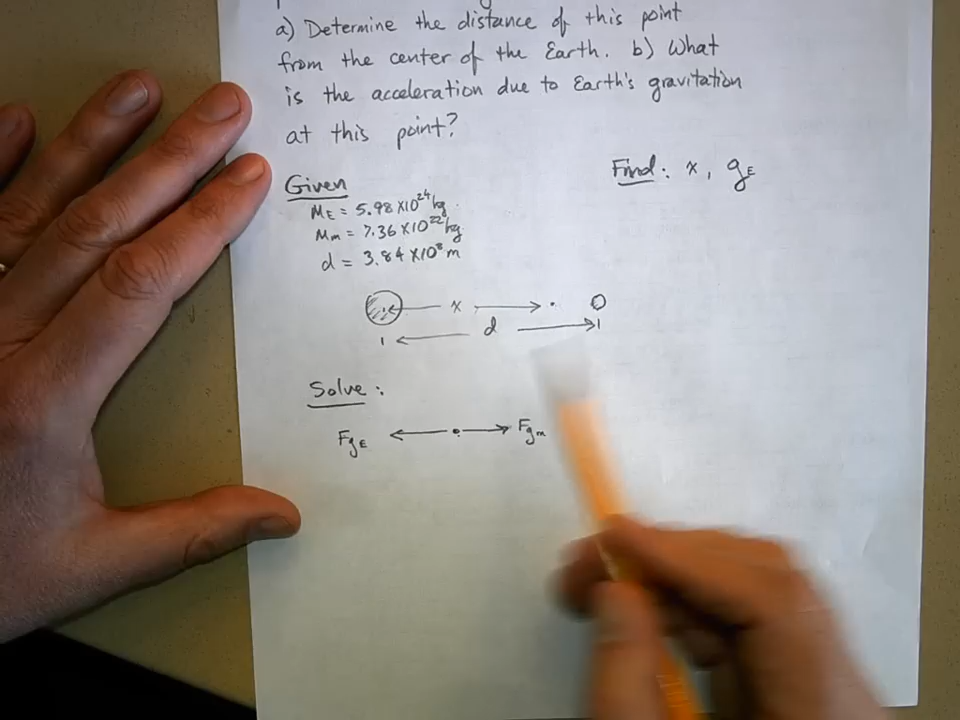 a) Determine the distance of this point
from the center of the Earth. b) What
is the acceleration due to Earth's gravitation
at this point?
Given
Find: x, gE
ME = 5.98 X10^24 kg
Mm = 7.36 X10^22 kg
d = 3.84 X10^8 m
x
d
Solve:
FgE
Fgm